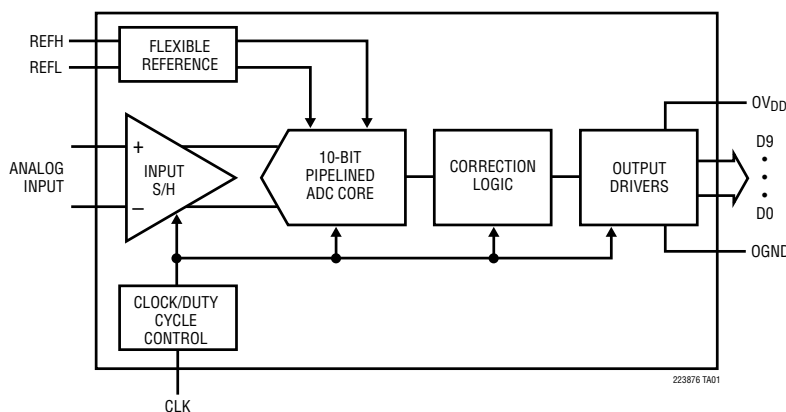 REFH
REFL
FLEXIBLE
REFERENCE
ANALOG
INPUT
+
–
INPUT
S/H
10-BIT
PIPELINED
ADC CORE
CORRECTION
LOGIC
OUTPUT
DRIVERS
OVDD
D9
•
•
•
D0
OGND
CLOCK/DUTY
CYCLE
CONTROL
CLK
223876 TA01